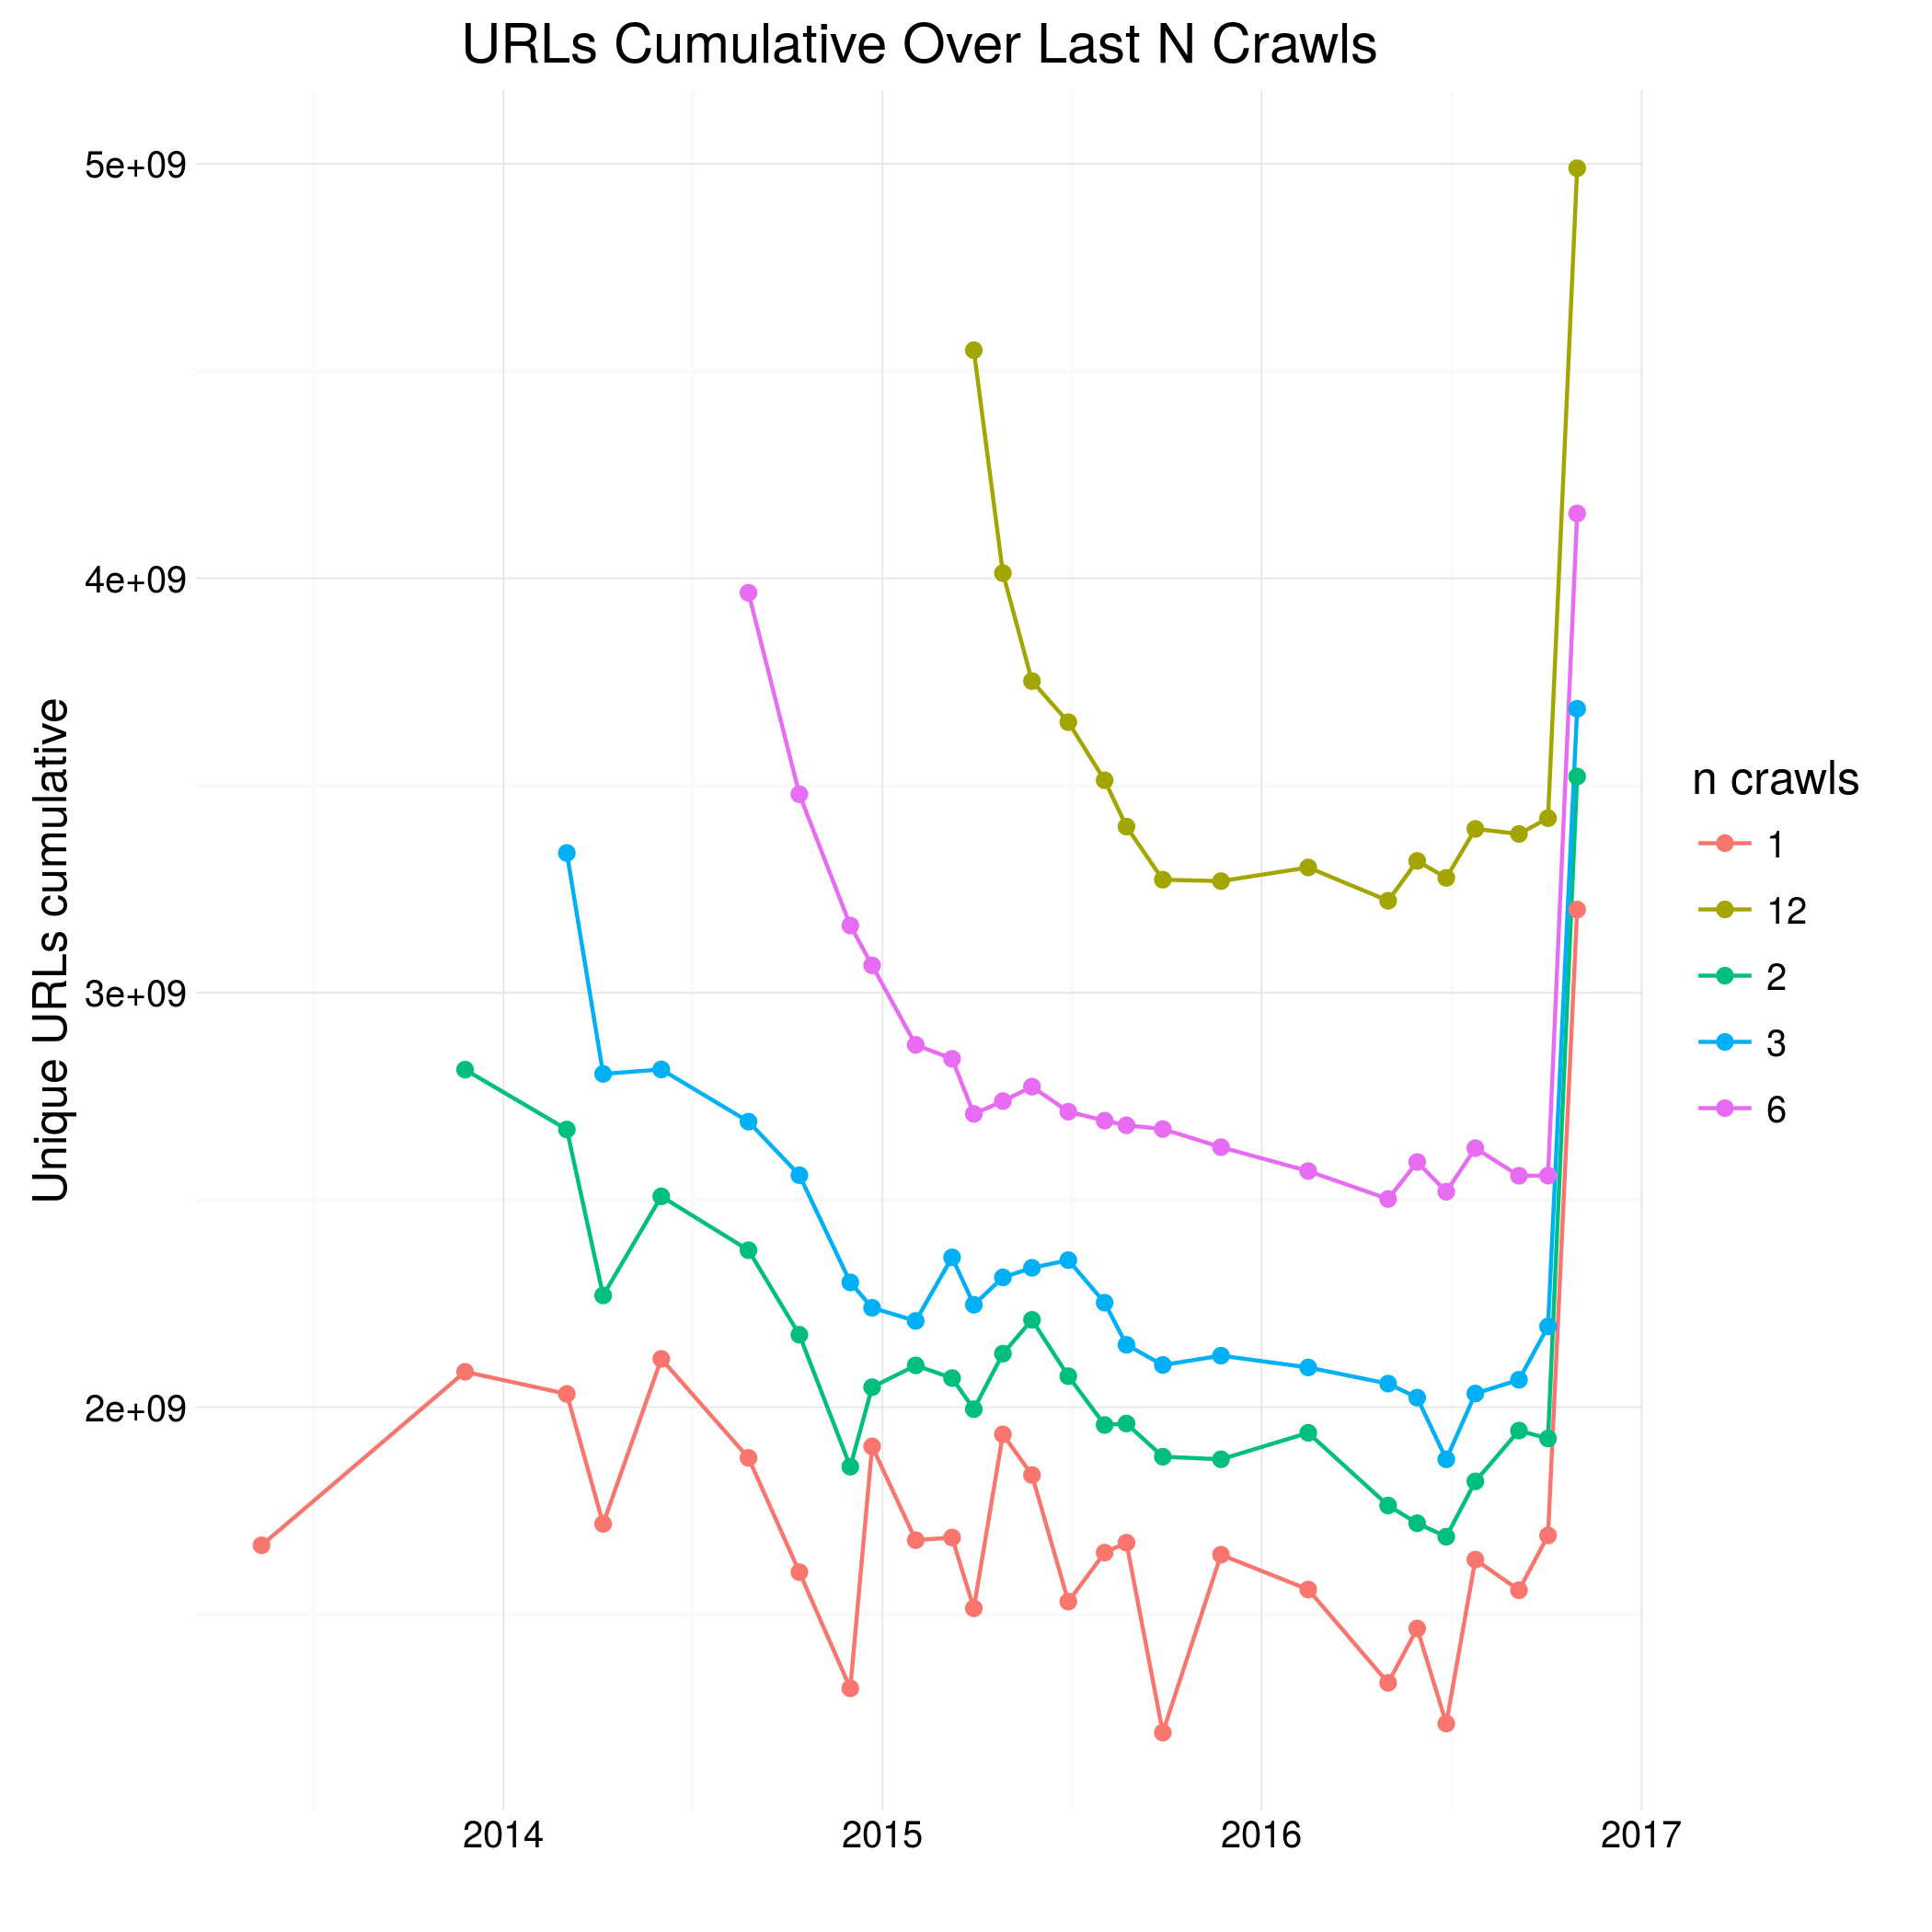 URLs Cumulative Over Last N Crawls
5e+09
4e+09
3e+09
2e+09
Unique URLs cumulative
2014 2015 2016 2017
n crawls
1
12
2
3
6